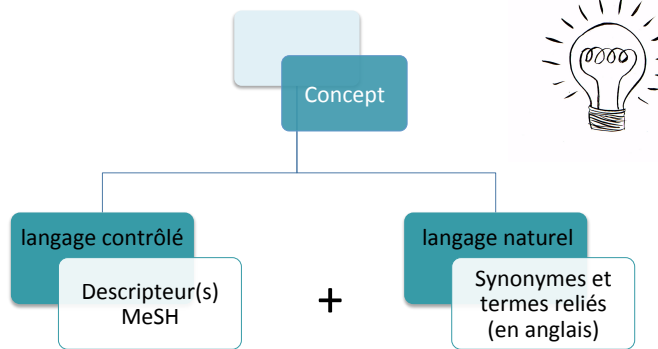 Concept
langage contrôlé
Descripteur(s)
MeSH
+
langage naturel
Synonymes et
termes reliés
(en anglais)